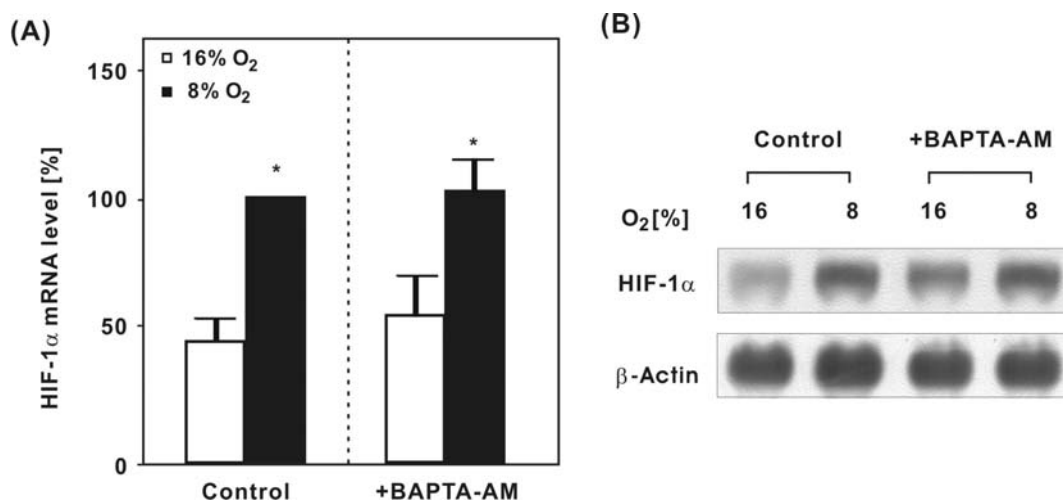 (A)
16% O2
8% O2
HIF-1α mRNA level [%]
150
100
50
0
*
*
Control
+BAPTA-AM
(B)
Control
+BAPTA-AM
O2[%]
16
8
16
8
HIF-1α
β-Actin